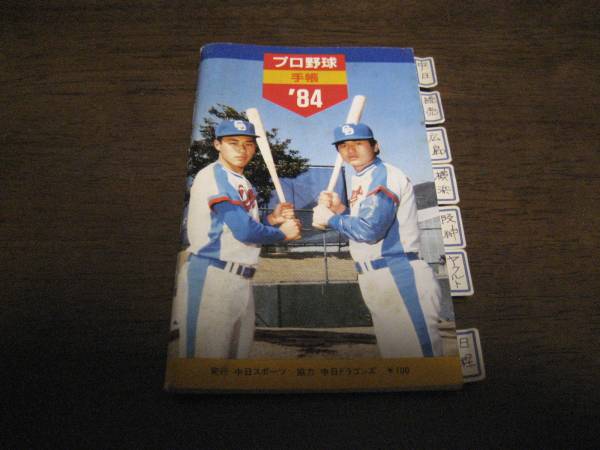 プロ野球
手帳
'84
CD
CD
中日
読売
広島
横浜
阪神
ヤクルト
日程
発行 中日スポーツ 協力 中日ドラゴンズ ¥100